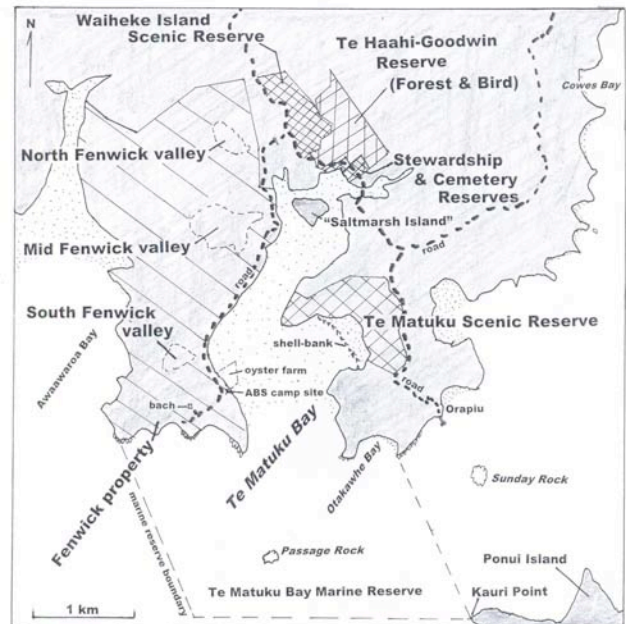 N
Waiheke Island
Scenic Reserve
Te Haahi-Goodwin
Reserve
(Forest & Bird)
Cowes Bay
North Fenwick valley
Stewardship
& Cemetery
Reserves
"Saltmarsh Island"
Mid Fenwick valley
road
road
South Fenwick
valley
Te Matuku Scenic Reserve
Awaawaroa Bay
shell-bank
oyster farm
ABS camp site
bach
road
Orapiu
Fenwick property
Te Matuku Bay
Otakawhe Bay
Sunday Rock
marine reserve boundary
Passage Rock
Ponui Island
Te Matuku Bay Marine Reserve
Kauri Point
1 km